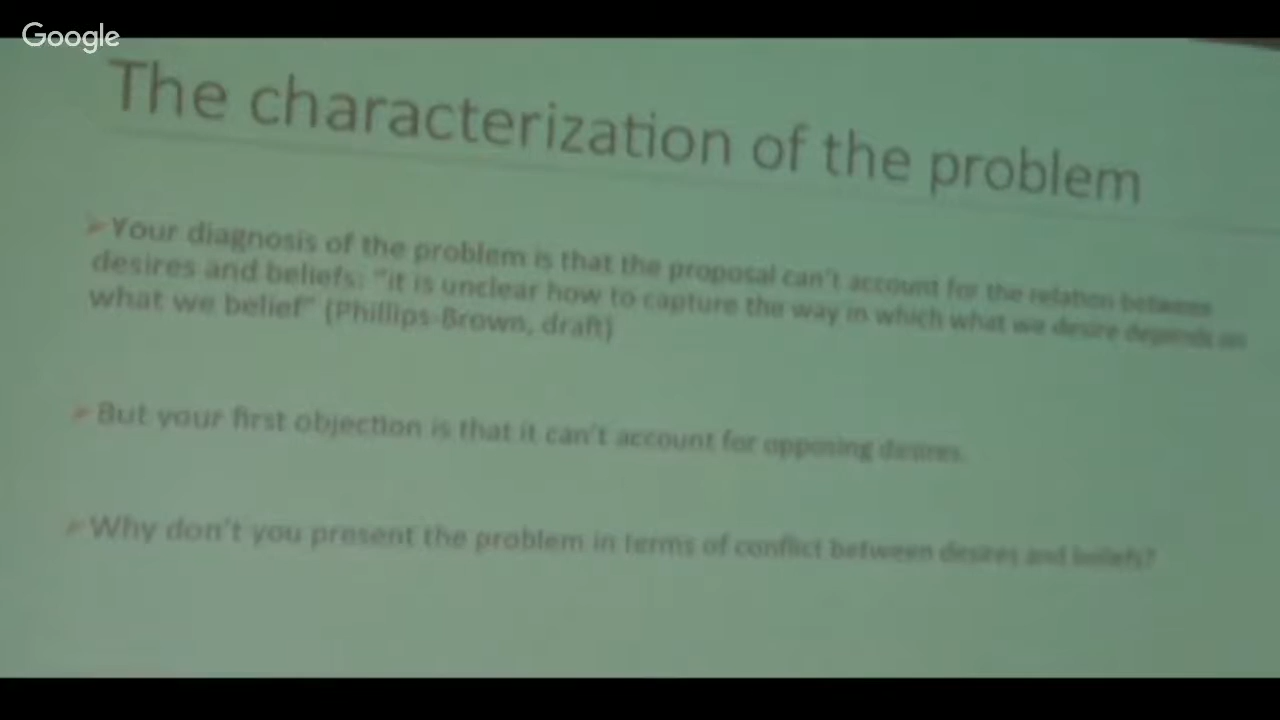 Google
The characterization of the problem
Your diagnosis of the problem is that the proposal can't account for the relation between
desires and beliefs: "it is unclear how to capture the way in which what we desire depends on
what we belief" (Phillips-Brown, draft)
But your first objection is that it can't account for opposing desires.
Why don't you present the problem in terms of conflict between desires and beliefs?